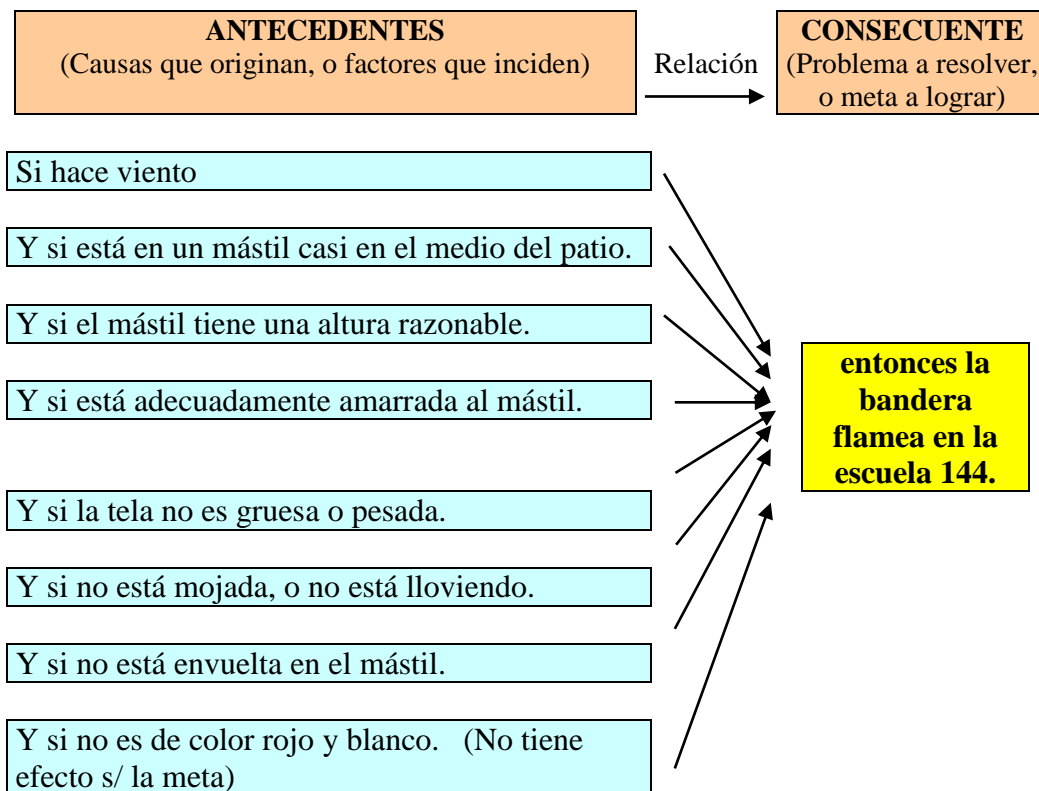 ANTECEDENTES
(Causas que originan, o factores que inciden)
Relación
CONSECUENTE
(Problema a resolver,
o meta a lograr)
Si hace viento
Y si está en un mástil casi en el medio del patio.
Y si el mástil tiene una altura razonable.
Y si está adecuadamente amarrada al mástil.
Y si la tela no es gruesa o pesada.
Y si no está mojada, o no está lloviendo.
Y si no está envuelta en el mástil.
Y si no es de color rojo y blanco. (No tiene
efecto s/ la meta)
entonces la
bandera
flamea en la
escuela 144.